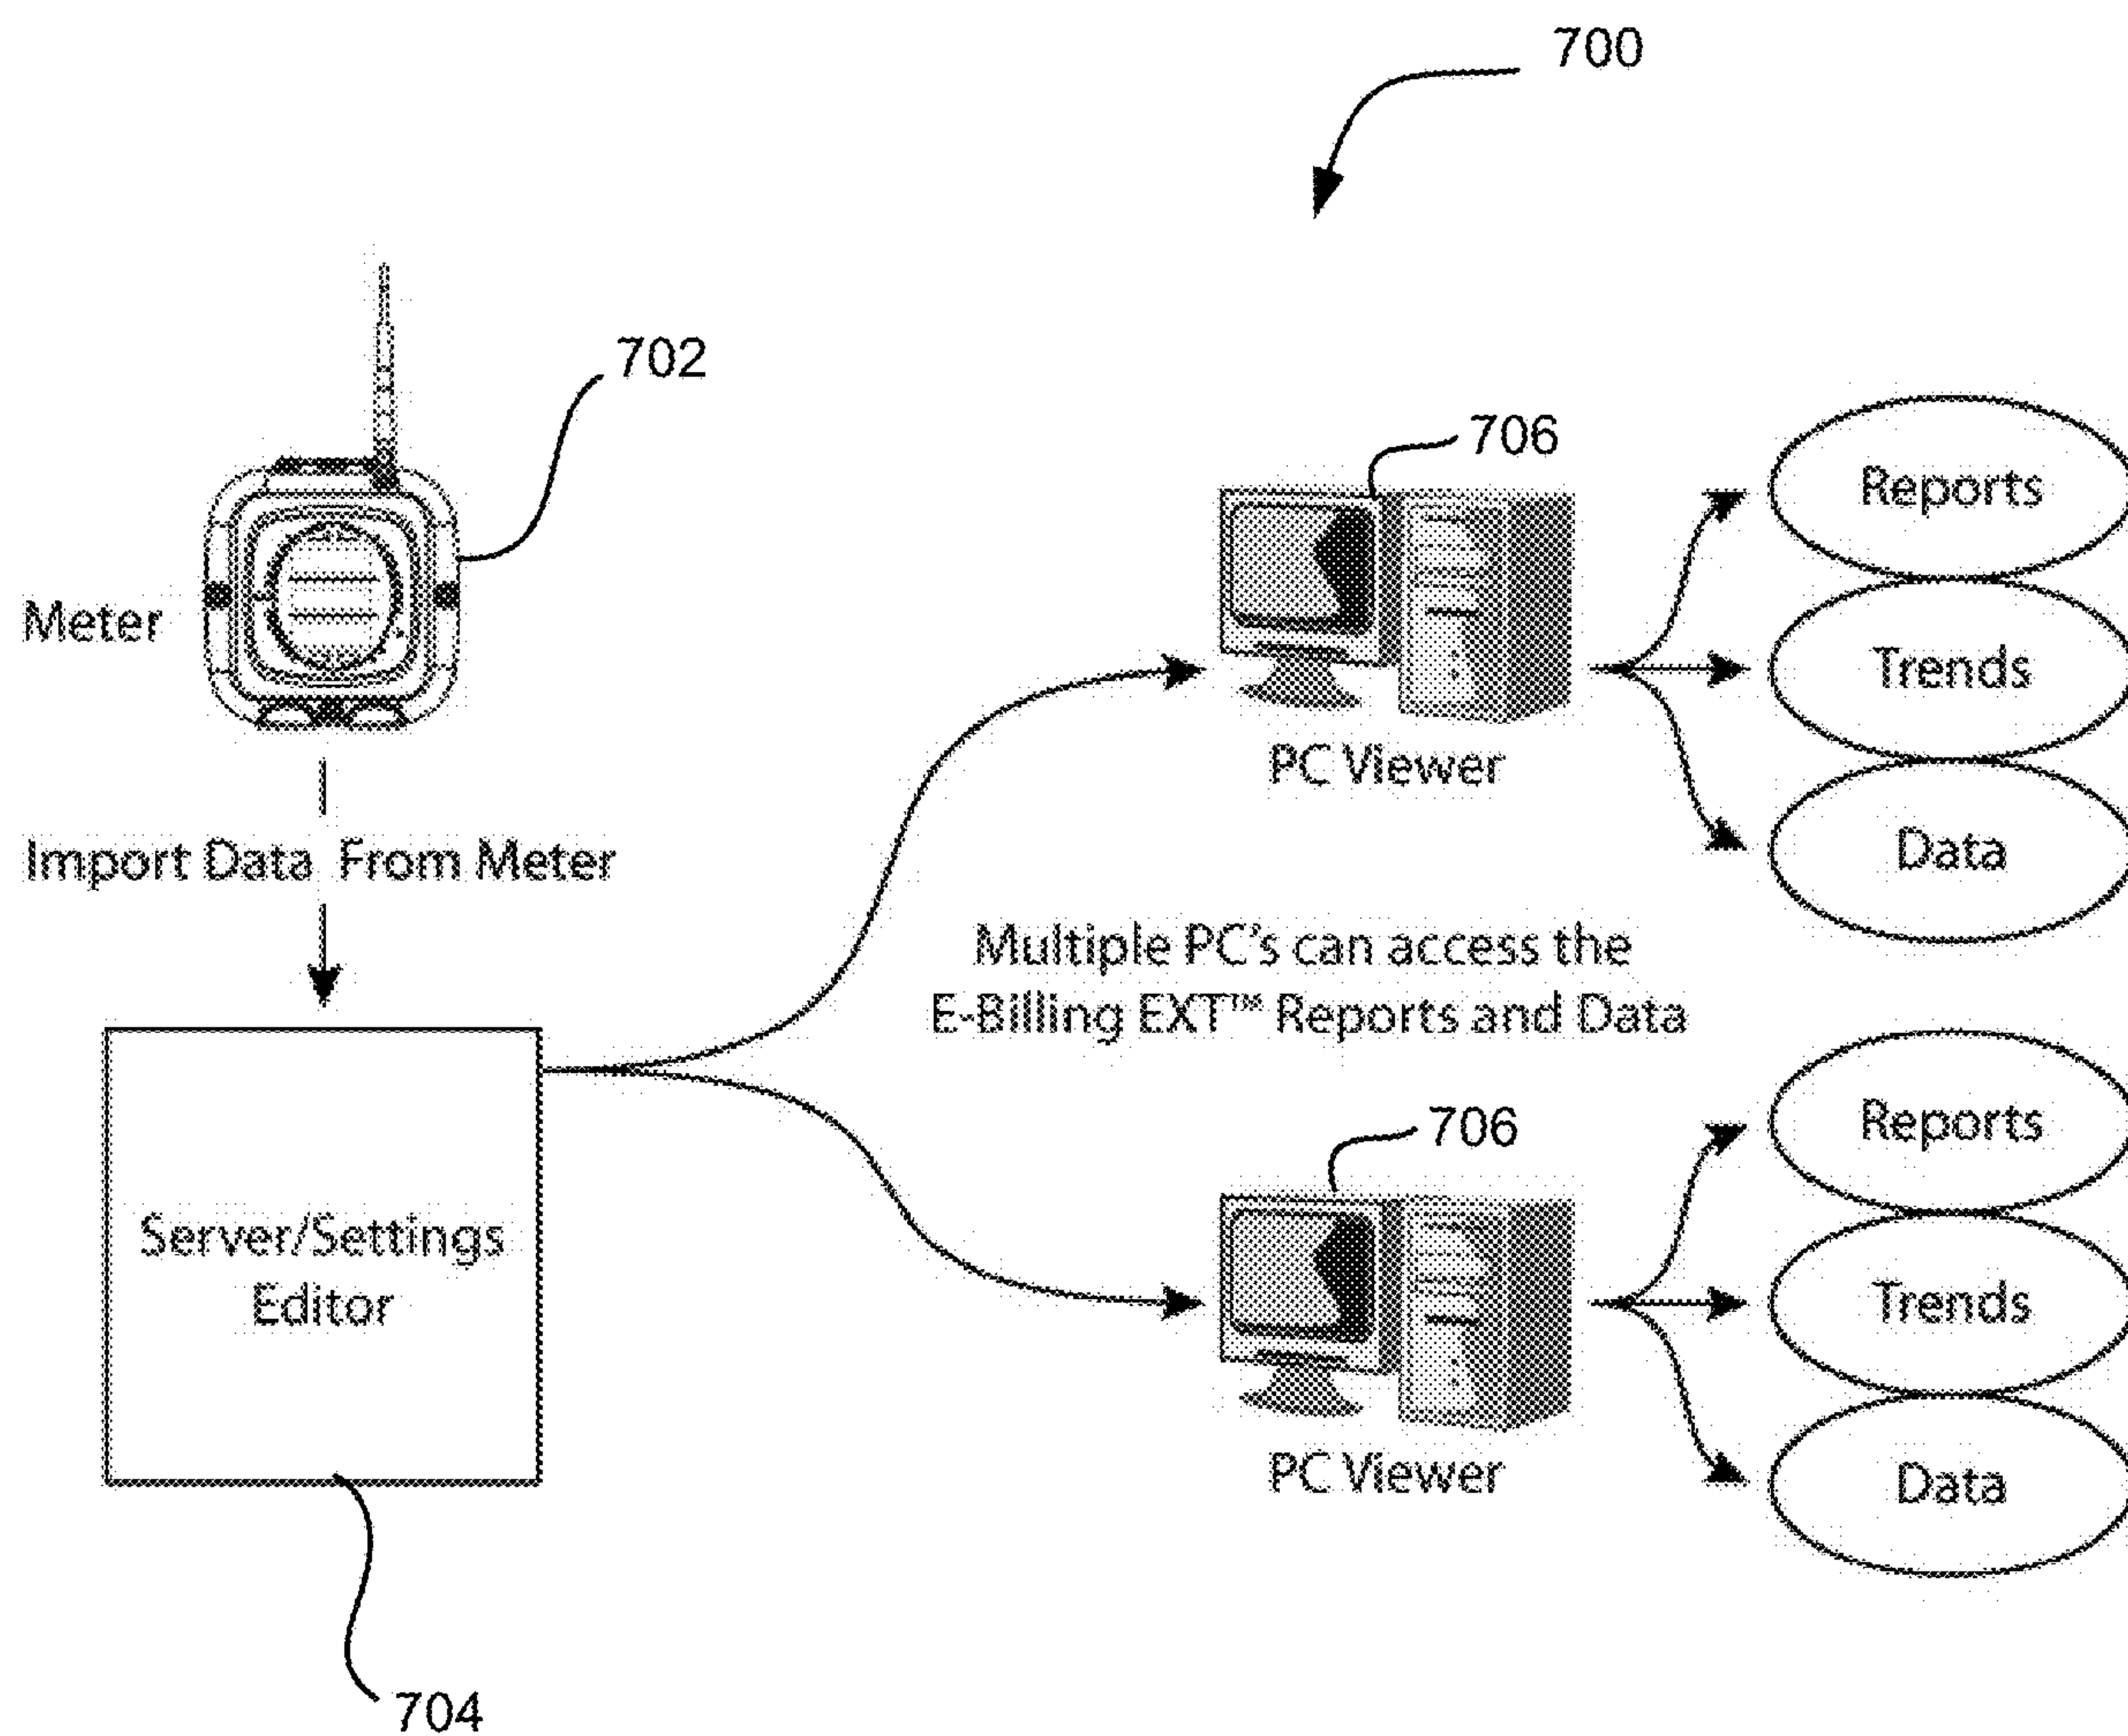 700
702
706
Meter
Reports
Trends
Data
PC Viewer
Import Data From Meter
Multiple PC's can access the
E-Billing EXT™ Reports and Data
Server/Settings
Editor
706
Reports
Trends
Data
PC Viewer
704